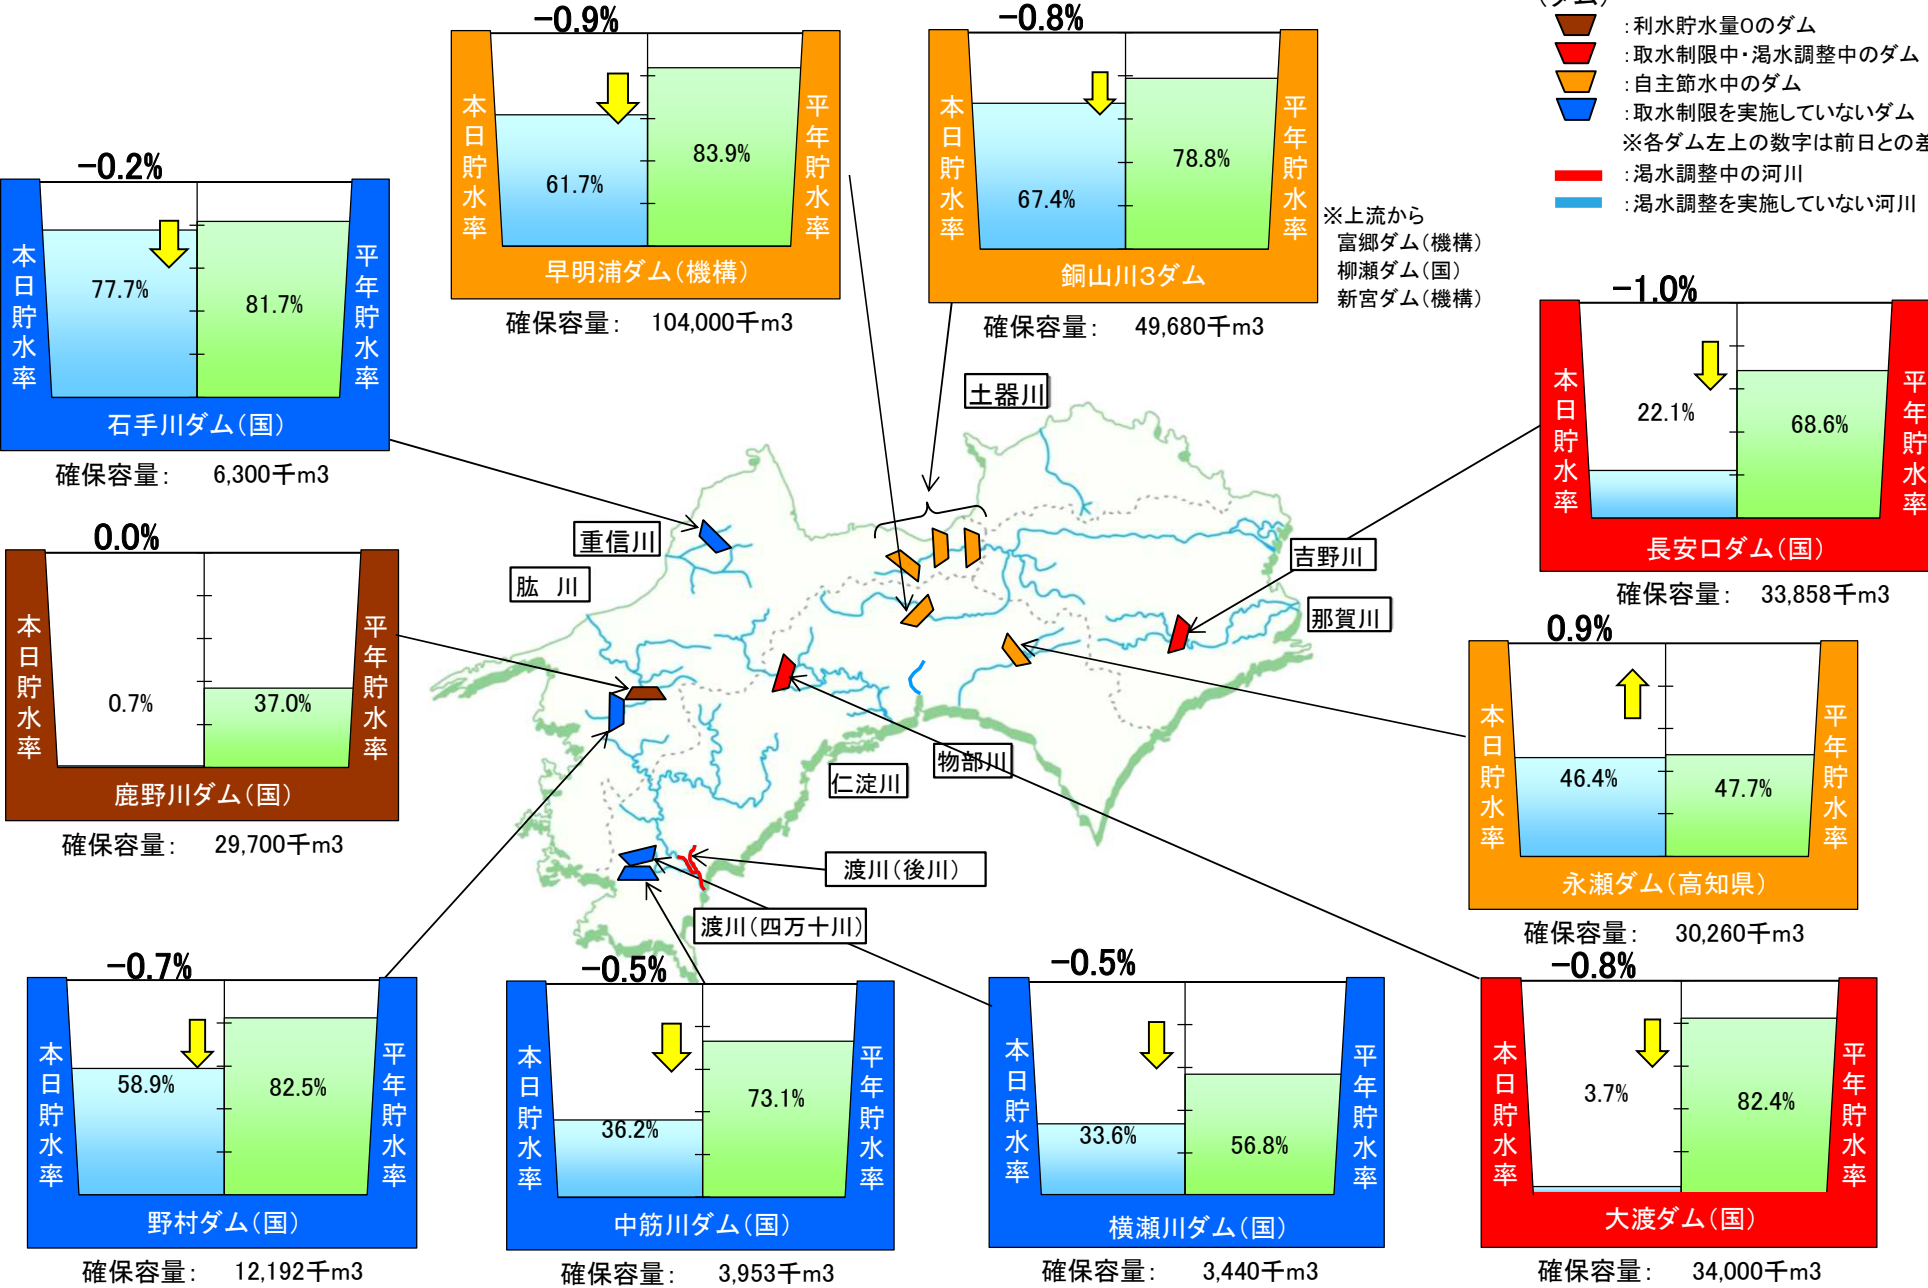 (ダム)
：利水貯水量0のダム
：取水制限中・渇水調整中のダム
：自主節水中のダム
：取水制限を実施していないダム
※各ダム左上の数字は前日との差
：渇水調整中の河川
：渇水調整を実施していない河川
−0.9%
本日貯水率
61.7%
83.9%
平年貯水率
早明浦ダム(機構)
確保容量： 104,000千m3
−0.8%
本日貯水率
67.4%
78.8%
平年貯水率
銅山川3ダム
確保容量： 49,680千m3
※上流から
富郷ダム(機構)
柳瀬ダム(国)
新宮ダム(機構)
−0.2%
本日貯水率
77.7%
81.7%
平年貯水率
石手川ダム(国)
確保容量： 6,300千m3
−1.0%
本日貯水率
22.1%
68.6%
平年貯水率
長安口ダム(国)
確保容量： 33,858千m3
0.0%
本日貯水率
0.7%
37.0%
平年貯水率
鹿野川ダム(国)
確保容量： 29,700千m3
土器川
重信川
肱 川
吉野川
那賀川
物部川
仁淀川
渡川(後川)
渡川(四万十川)
0.9%
本日貯水率
46.4%
47.7%
平年貯水率
永瀬ダム(高知県)
確保容量： 30,260千m3
−0.7%
本日貯水率
58.9%
82.5%
平年貯水率
野村ダム(国)
確保容量： 12,192千m3
−0.5%
本日貯水率
36.2%
73.1%
平年貯水率
中筋川ダム(国)
確保容量： 3,953千m3
−0.5%
本日貯水率
33.6%
56.8%
平年貯水率
横瀬川ダム(国)
確保容量： 3,440千m3
−0.8%
本日貯水率
3.7%
82.4%
平年貯水率
大渡ダム(国)
確保容量： 34,000千m3